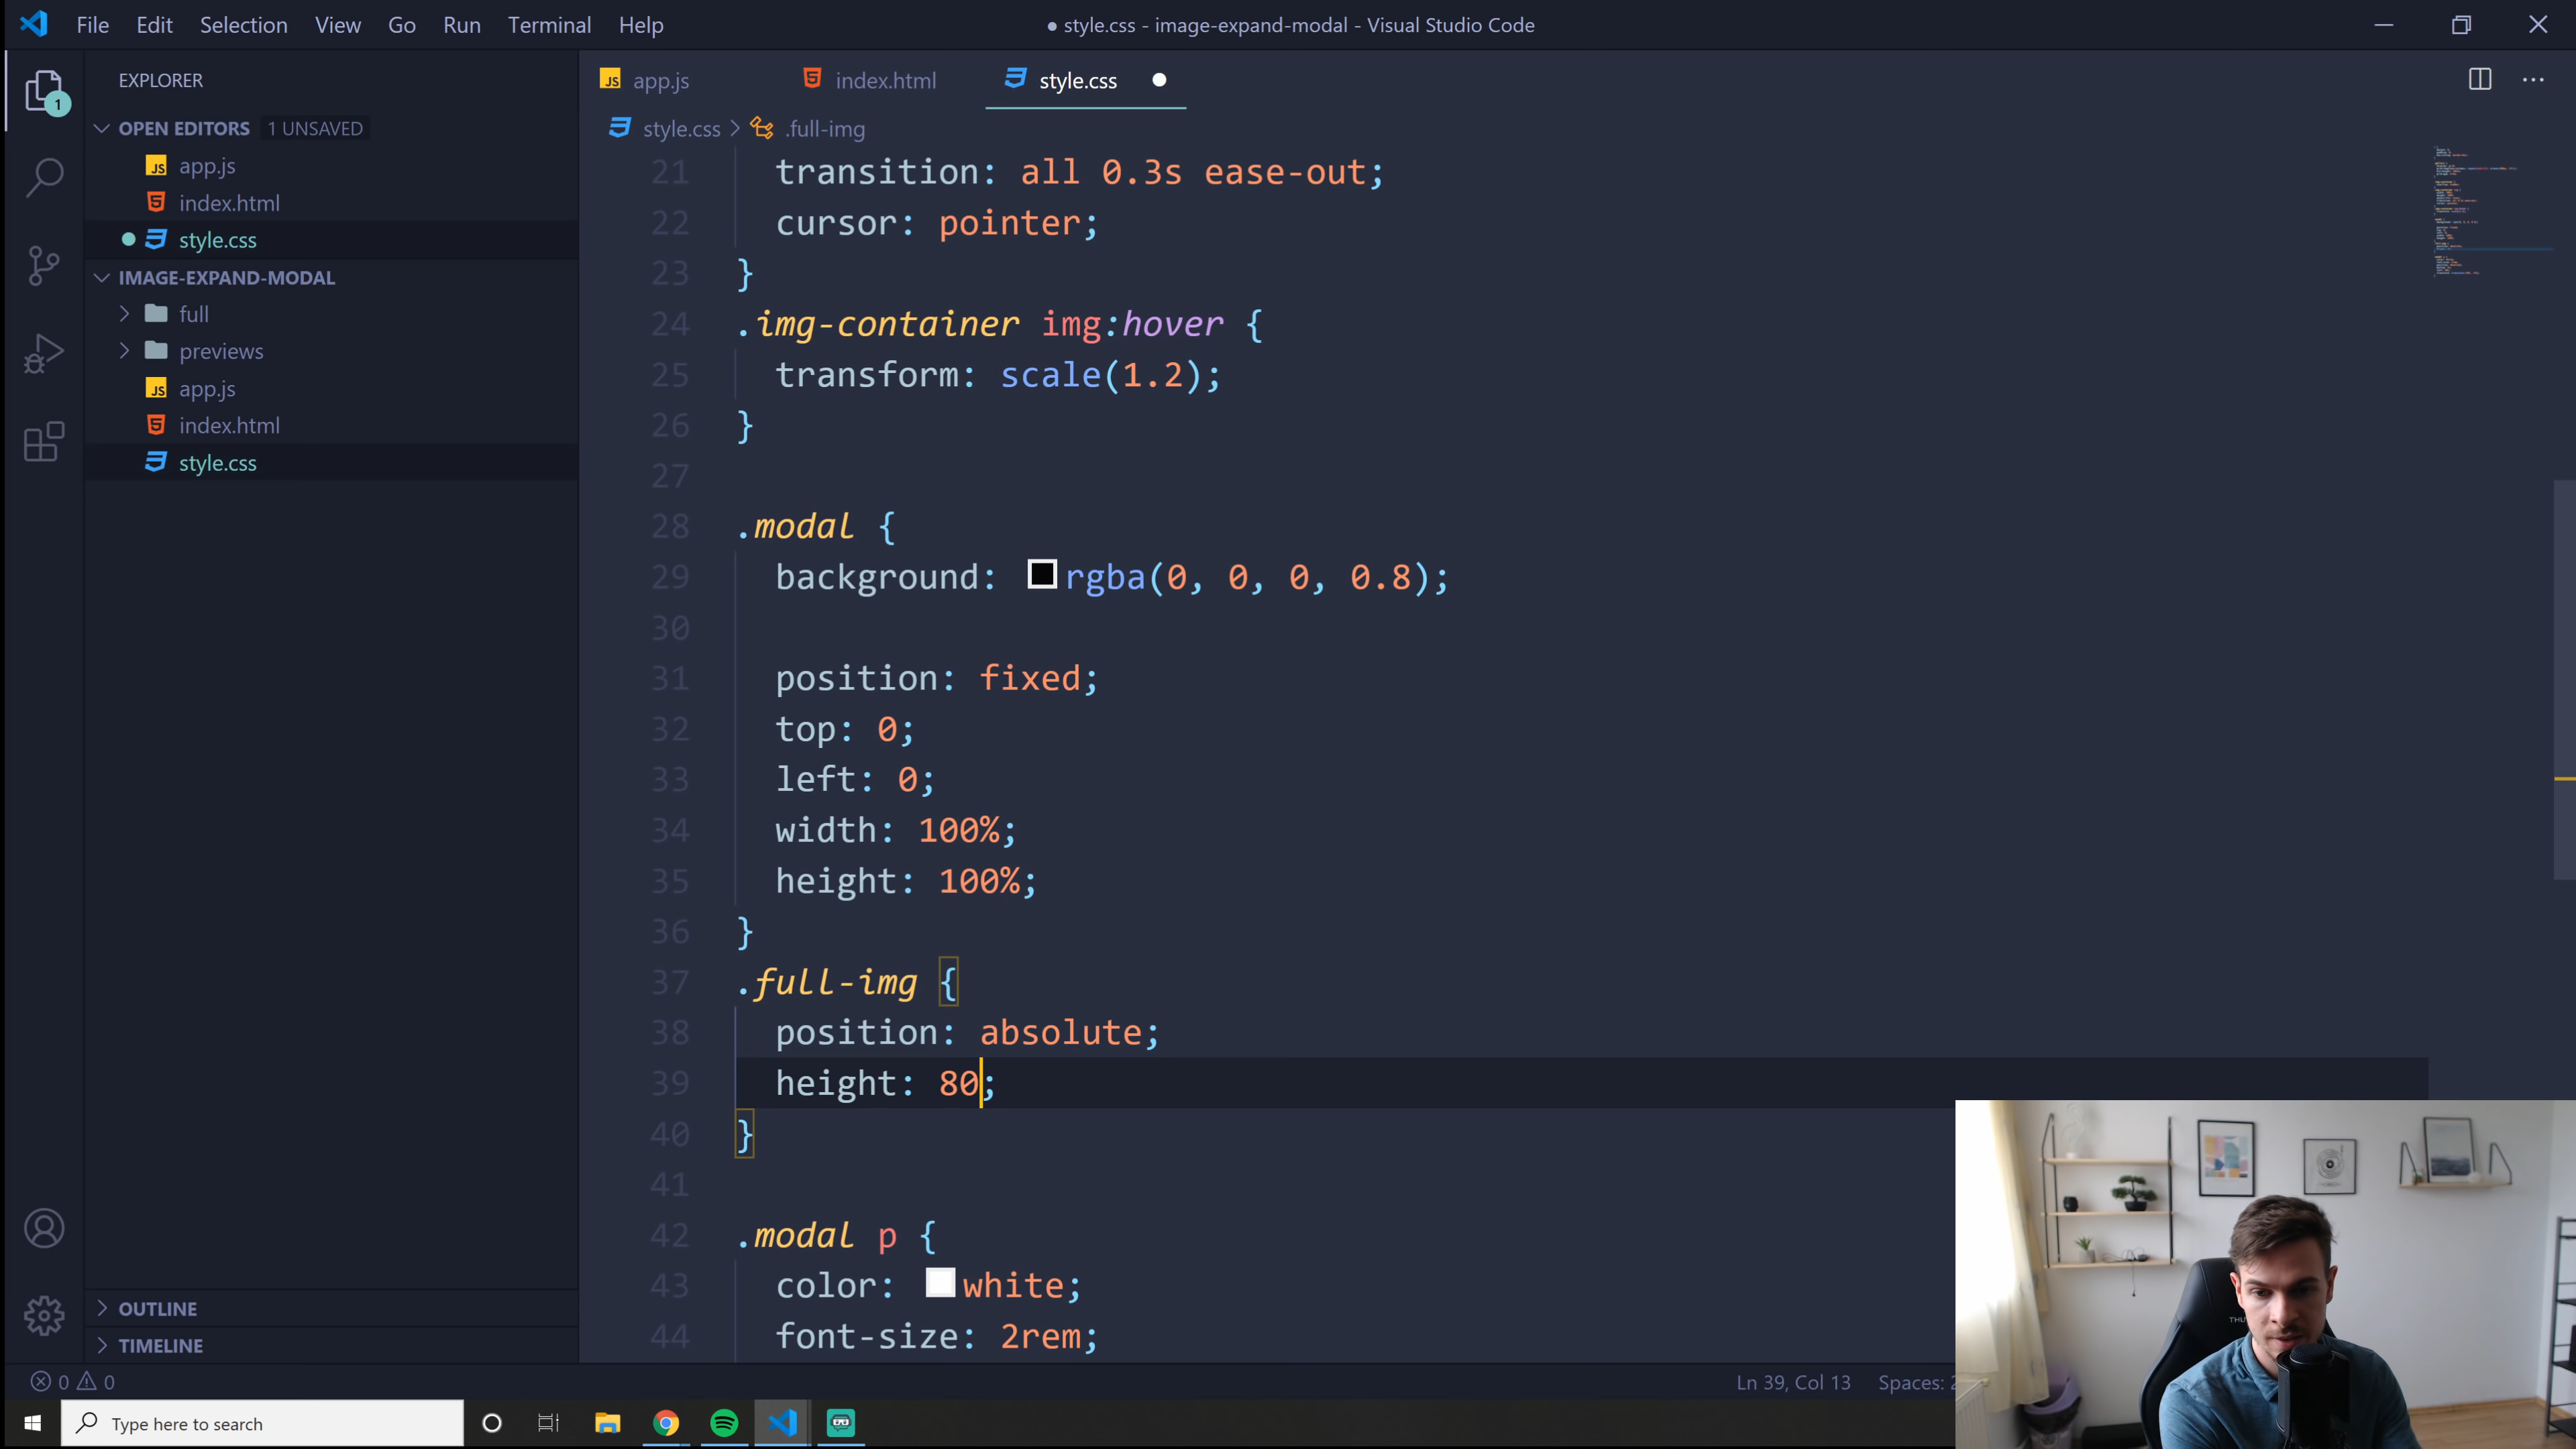 File Edit Selection View Go Run Terminal Help
● style.css - image-expand-modal - Visual Studio Code
EXPLORER
OPEN EDITORS 1 UNSAVED
app.js
index.html
style.css
IMAGE-EXPAND-MODAL
full
previews
app.js
index.html
style.css
OUTLINE
TIMELINE
1
app.js index.html style.css
style.css > .full-img
21 transition: all 0.3s ease-out;
22 cursor: pointer;
23 }
24 .img-container img:hover {
25 transform: scale(1.2);
26 }
27
28 .modal {
29 background: rgba(0, 0, 0, 0.8);
30
31 position: fixed;
32 top: 0;
33 left: 0;
34 width: 100%;
35 height: 100%;
36 }
37 .full-img {
38 position: absolute;
39 height: 80;
40 }
41
42 .modal p {
43 color: white;
44 font-size: 2rem;
0 0
Ln 39, Col 13 Spaces: 2
Type here to search